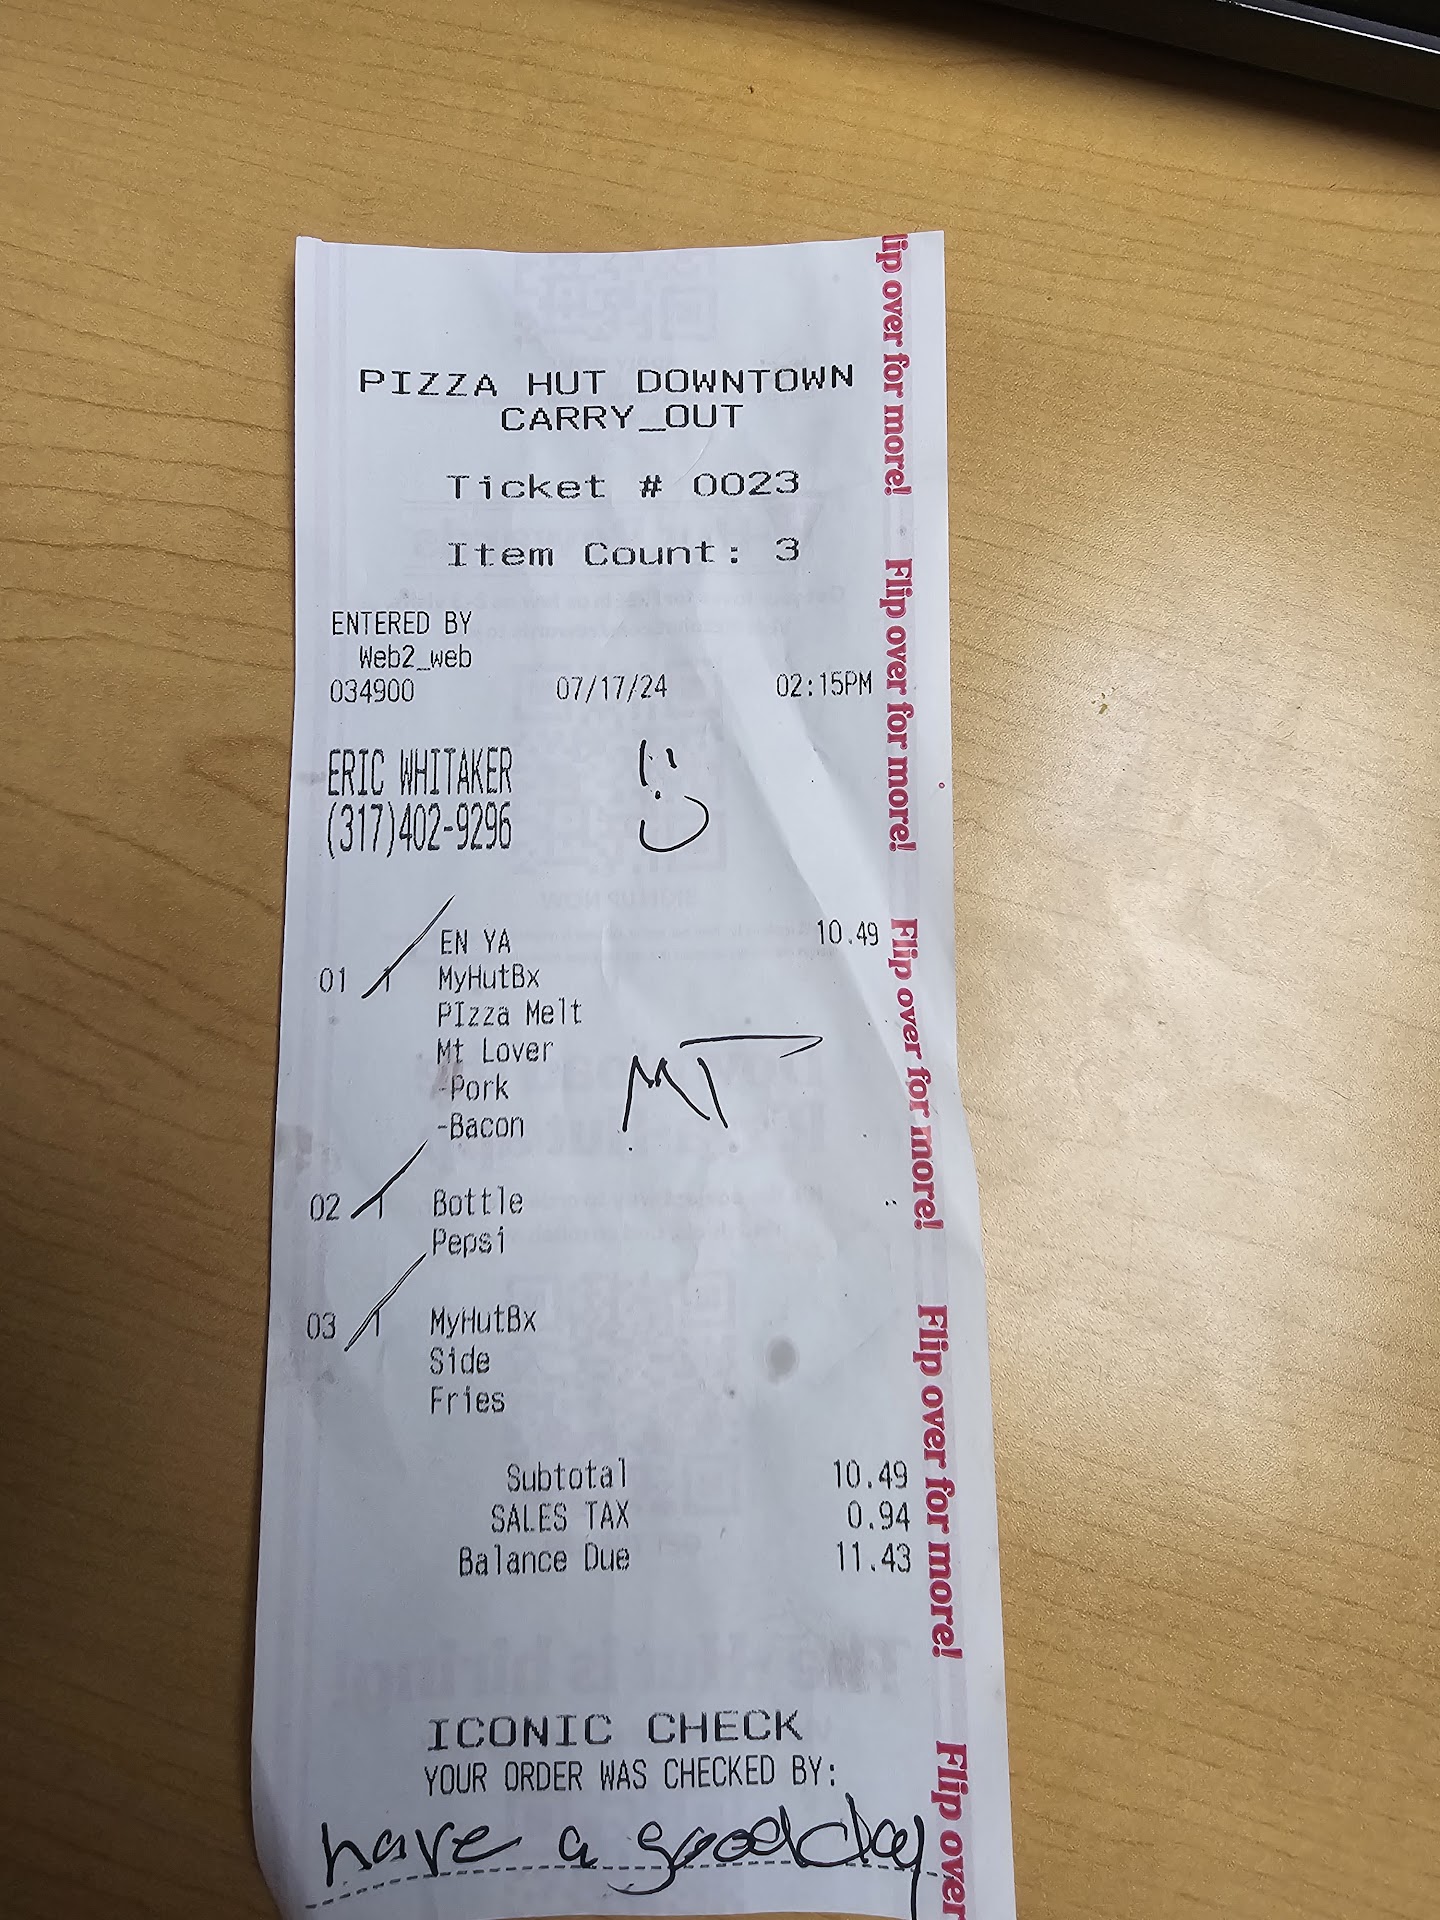 PIZZA HUT DOWNTOWN
CARRY_OUT
Ticket # 0023
Item Count: 3
ENTERED BY
Web2_web
034900 07/17/24 02:15PM
ERIC WHITAKER
(317)402-9296
EN YA 10.49
01 1 MyHutBx
PIzza Melt
Mt Lover
-Pork
-Bacon
MT
02 1 Bottle
Pepsi
03 1 MyHutBx
Side
Fries
Subtotal 10.49
SALES TAX 0.94
Balance Due 11.43
ICONIC CHECK
YOUR ORDER WAS CHECKED BY:
have a good day
lip over for more!
Flip over for more!
Flip over for more!
Flip over for more!
Flip over